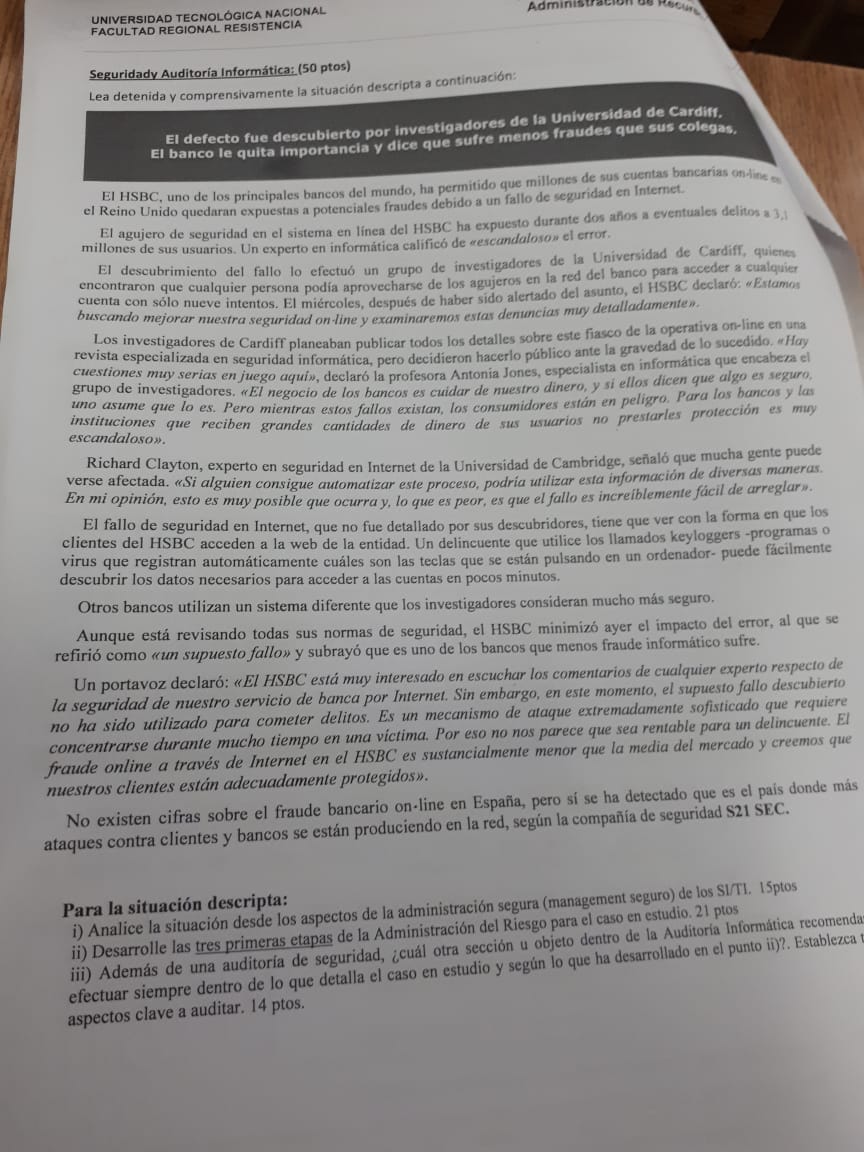 UNIVERSIDAD TECNOLÓGICA NACIONAL
FACULTAD REGIONAL RESISTENCIA
Administración de
Seguridady Auditoría Informática: (50 ptos)
Lea detenida y comprensivamente la situación descripta a continuación:
El defecto fue descubierto por investigadores de la Universidad de Cardiff.
El banco le quita importancia y dice que sufre menos fraudes que sus colegas.
El HSBC, uno de los principales bancos del mundo, ha permitido que millones de sus cuentas bancarias on-line
el Reino Unido quedaran expuestas a potenciales fraudes debido a un fallo de seguridad en Internet.
El agujero de seguridad en el sistema en línea del HSBC ha expuesto durante dos años a eventuales delitos a 3,1
millones de sus usuarios. Un experto en informática calificó de «escandaloso» el error.
El descubrimiento del fallo lo efectuó un grupo de investigadores de la Universidad de Cardiff, quienes
encontraron que cualquier persona podía aprovecharse de los agujeros en la red del banco para acceder a cualquier
cuenta con sólo nueve intentos. El miércoles, después de haber sido alertado del asunto, el HSBC declaró: «Estamos
buscando mejorar nuestra seguridad on-line y examinaremos estas denuncias muy detalladamente».
Los investigadores de Cardiff planeaban publicar todos los detalles sobre este fiasco de la operativa on-line en una
revista especializada en seguridad informática, pero decidieron hacerlo público ante la gravedad de lo sucedido. «Hay
cuestiones muy serias en juego aquí», declaró la profesora Antonia Jones, especialista en informática que encabeza el
grupo de investigadores. «El negocio de los bancos es cuidar de nuestro dinero, y si ellos dicen que algo es seguro,
uno asume que lo es. Pero mientras estos fallos existan, los consumidores están en peligro. Para los bancos y las
instituciones que reciben grandes cantidades de dinero de sus usuarios no prestarles protección es muy
escandaloso».
Richard Clayton, experto en seguridad en Internet de la Universidad de Cambridge, señaló que mucha gente puede
verse afectada. «Si alguien consigue automatizar este proceso, podría utilizar esta información de diversas maneras.
En mi opinión, esto es muy posible que ocurra y, lo que es peor, es que el fallo es increíblemente fácil de arreglar».
El fallo de seguridad en Internet, que no fue detallado por sus descubridores, tiene que ver con la forma en que los
clientes del HSBC acceden a la web de la entidad. Un delincuente que utilice los llamados keyloggers -programas o
virus que registran automáticamente cuáles son las teclas que se están pulsando en un ordenador- puede fácilmente
descubrir los datos necesarios para acceder a las cuentas en pocos minutos.
Otros bancos utilizan un sistema diferente que los investigadores consideran mucho más seguro.
Aunque está revisando todas sus normas de seguridad, el HSBC minimizó ayer el impacto del error, al que se
refirió como «un supuesto fallo» y subrayó que es uno de los bancos que menos fraude informático sufre.
Un portavoz declaró: «El HSBC está muy interesado en escuchar los comentarios de cualquier experto respecto de
la seguridad de nuestro servicio de banca por Internet. Sin embargo, en este momento, el supuesto fallo descubierto
no ha sido utilizado para cometer delitos. Es un mecanismo de ataque extremadamente sofisticado que requiere
concentrarse durante mucho tiempo en una víctima. Por eso no nos parece que sea rentable para un delincuente. El
fraude online a través de Internet en el HSBC es sustancialmente menor que la media del mercado y creemos que
nuestros clientes están adecuadamente protegidos».
No existen cifras sobre el fraude bancario on-line en España, pero sí se ha detectado que es el país donde más
ataques contra clientes y bancos se están produciendo en la red, según la compañía de seguridad S21 SEC.
Para la situación descripta:
i) Analice la situación desde los aspectos de la administración segura (management seguro) de los SI/TI. 15ptos
ii) Desarrolle las tres primeras etapas de la Administración del Riesgo para el caso en estudio. 21 ptos
iii) Además de una auditoría de seguridad, ¿cuál otra sección u objeto dentro de la Auditoría Informática
efectuar siempre dentro de lo que detalla el caso en estudio y según lo que ha desarrollado en el punto ii)?. Establezca
aspectos clave a auditar. 14 ptos.